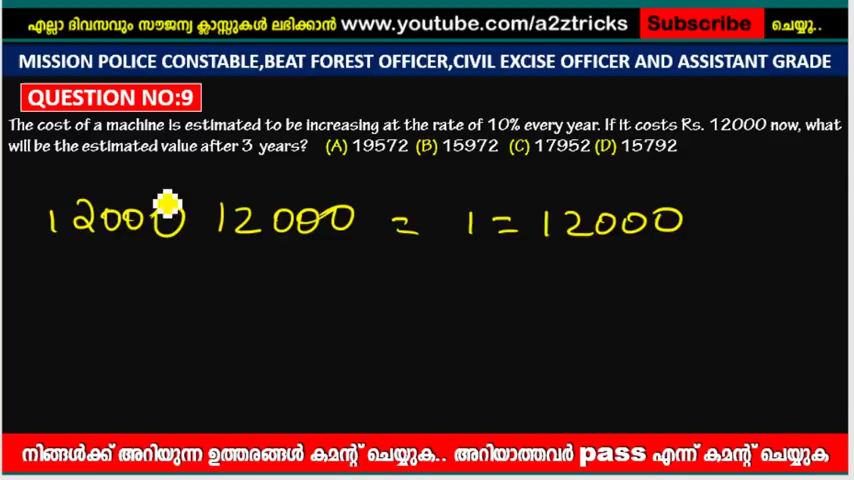 എല്ലാ ദിവസവും സൗജന്യ ക്ലാസ്സുകൾ ലഭിക്കാൻ www.youtube.com/a2ztricks Subscribe ചെയ്യൂ..
MISSION POLICE CONSTABLE,BEAT FOREST OFFICER,CIVIL EXCISE OFFICER AND ASSISTANT GRADE
QUESTION NO:9
The cost of a machine is estimated to be increasing at the rate of 10% every year. If it costs Rs. 12000 now, what
will be the estimated value after 3 years? (A) 19572 (B) 15972 (C) 17952 (D) 15792
12000 12000 = 1 = 12000
നിങ്ങൾക്ക് അറിയുന്ന ഉത്തരങ്ങൾ കമന്റ് ചെയ്യുക.. അറിയാത്തവർ pass എന്ന് കമന്റ് ചെയ്യുക